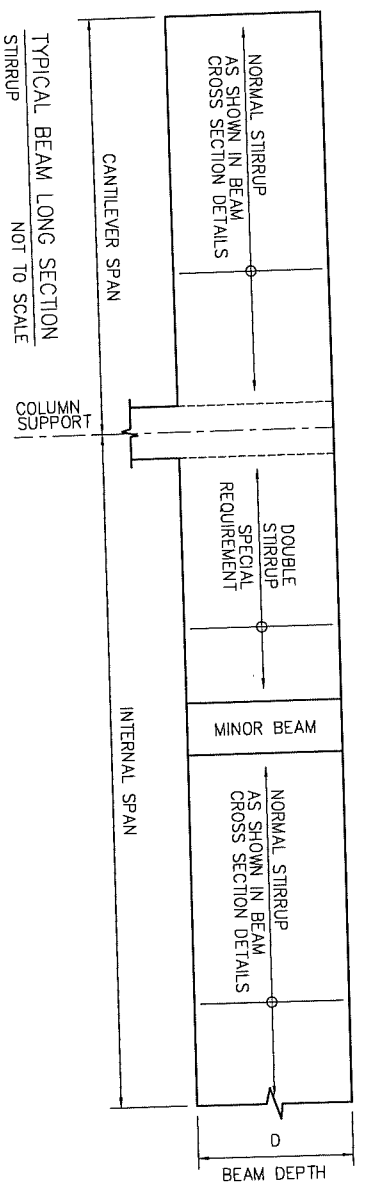 NORMAL STIRRUP
AS SHOWN IN BEAM
CROSS SECTION DETAILS
DOUBLE
STIRRUP
SPECIAL
REQUIREMENT
MINOR BEAM
NORMAL STIRRUP
AS SHOWN IN BEAM
CROSS SECTION DETAILS
D
BEAM DEPTH
COLUMN
SUPPORT
CANTILEVER SPAN
INTERNAL SPAN
TYPICAL BEAM LONG SECTION
STIRRUP NOT TO SCALE